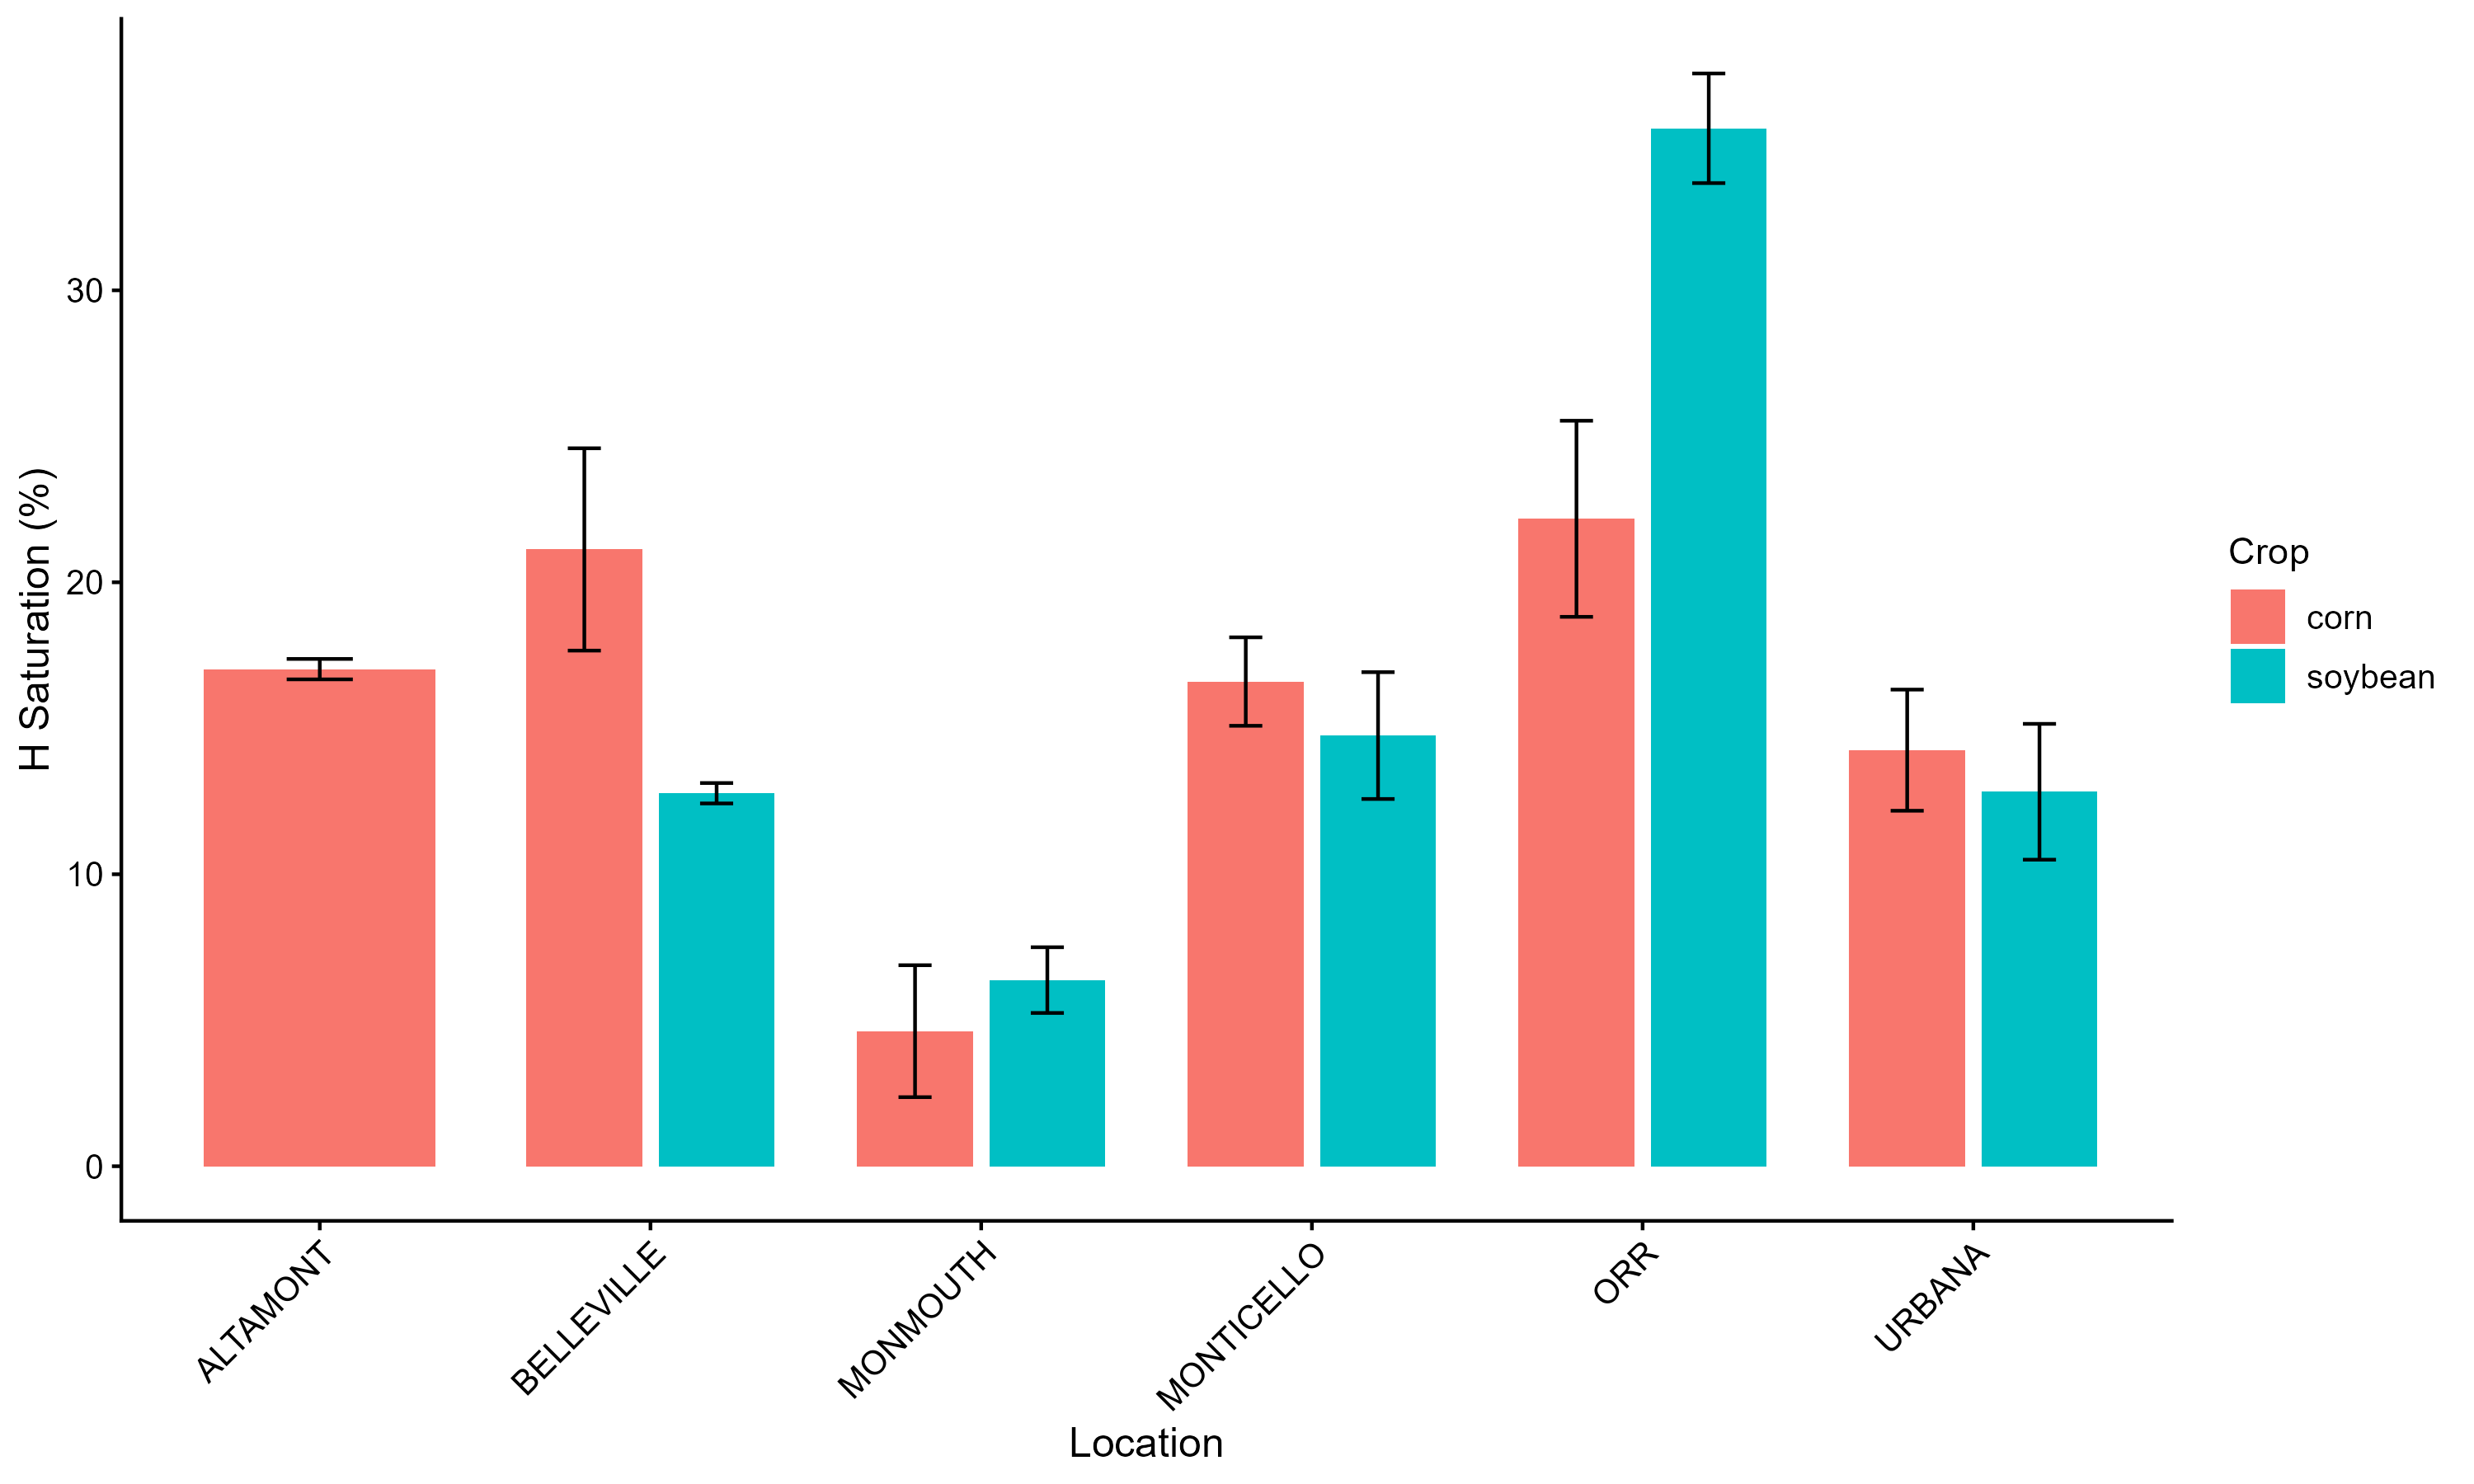 H Saturation (%)
30
20
10
0
ALTAMONT
BELLEVILLE
MONMOUTH
MONTICELLO
ORR
URBANA
Location
Crop
corn
soybean